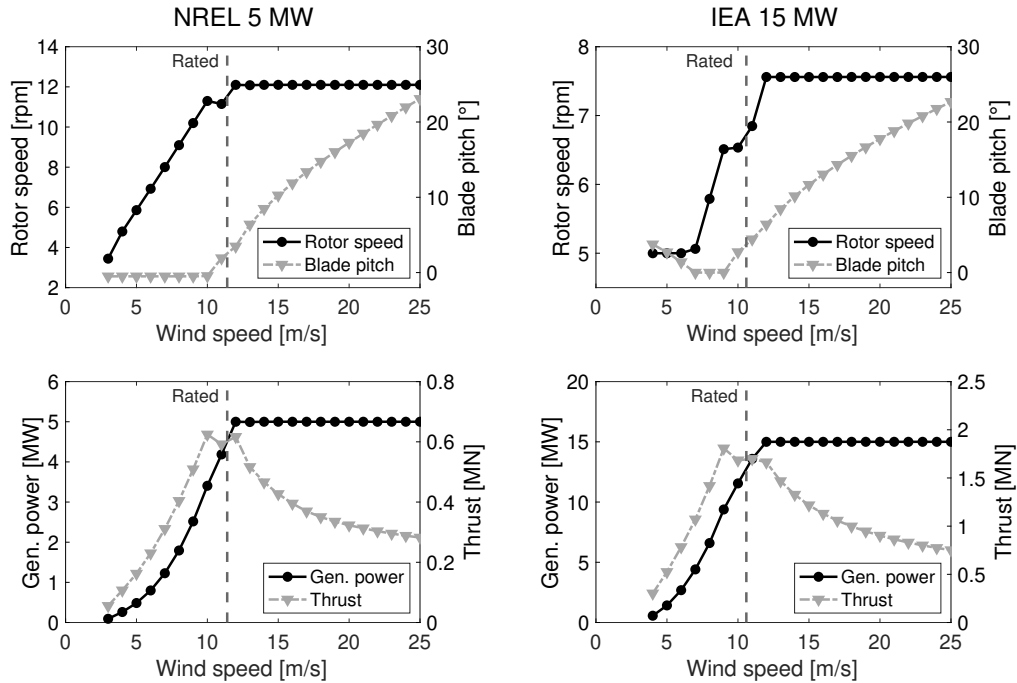 NREL 5 MW
14
12
10
8
6
4
2
Rotor speed [rpm]
Rated
30
20
10
0
Blade pitch [°]
Rotor speed
Blade pitch
0 5 10 15 20 25
Wind speed [m/s]
IEA 15 MW
8
7
6
5
Rotor speed [rpm]
Rated
30
20
10
0
Blade pitch [°]
Rotor speed
Blade pitch
0 5 10 15 20 25
Wind speed [m/s]
6
5
4
3
2
1
0
Gen. power [MW]
Rated
0.8
0.6
0.4
0.2
0
Thrust [MN]
Gen. power
Thrust
0 5 10 15 20 25
Wind speed [m/s]
20
15
10
5
0
Gen. power [MW]
Rated
2.5
2
1.5
1
0.5
0
Thrust [MN]
Gen. power
Thrust
0 5 10 15 20 25
Wind speed [m/s]